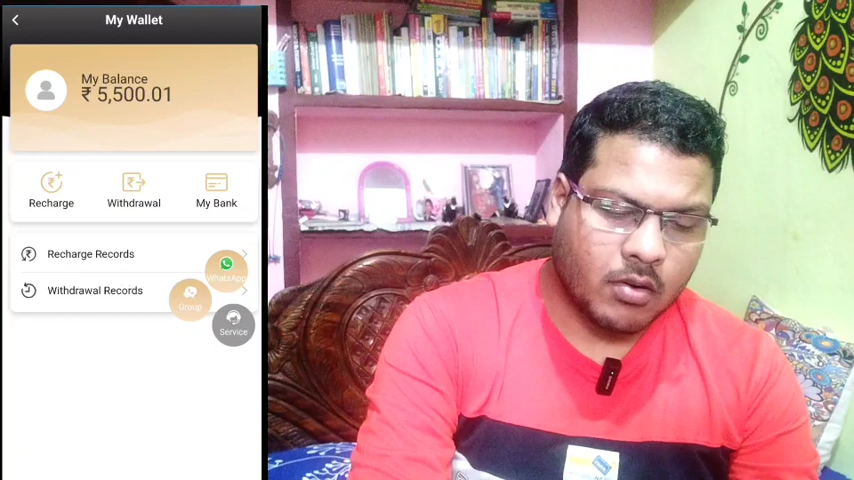 My Wallet
My Balance
₹ 5,500.01
Recharge
Withdrawal
My Bank
Recharge Records
WhatsApp
Withdrawal Records
Group
Service